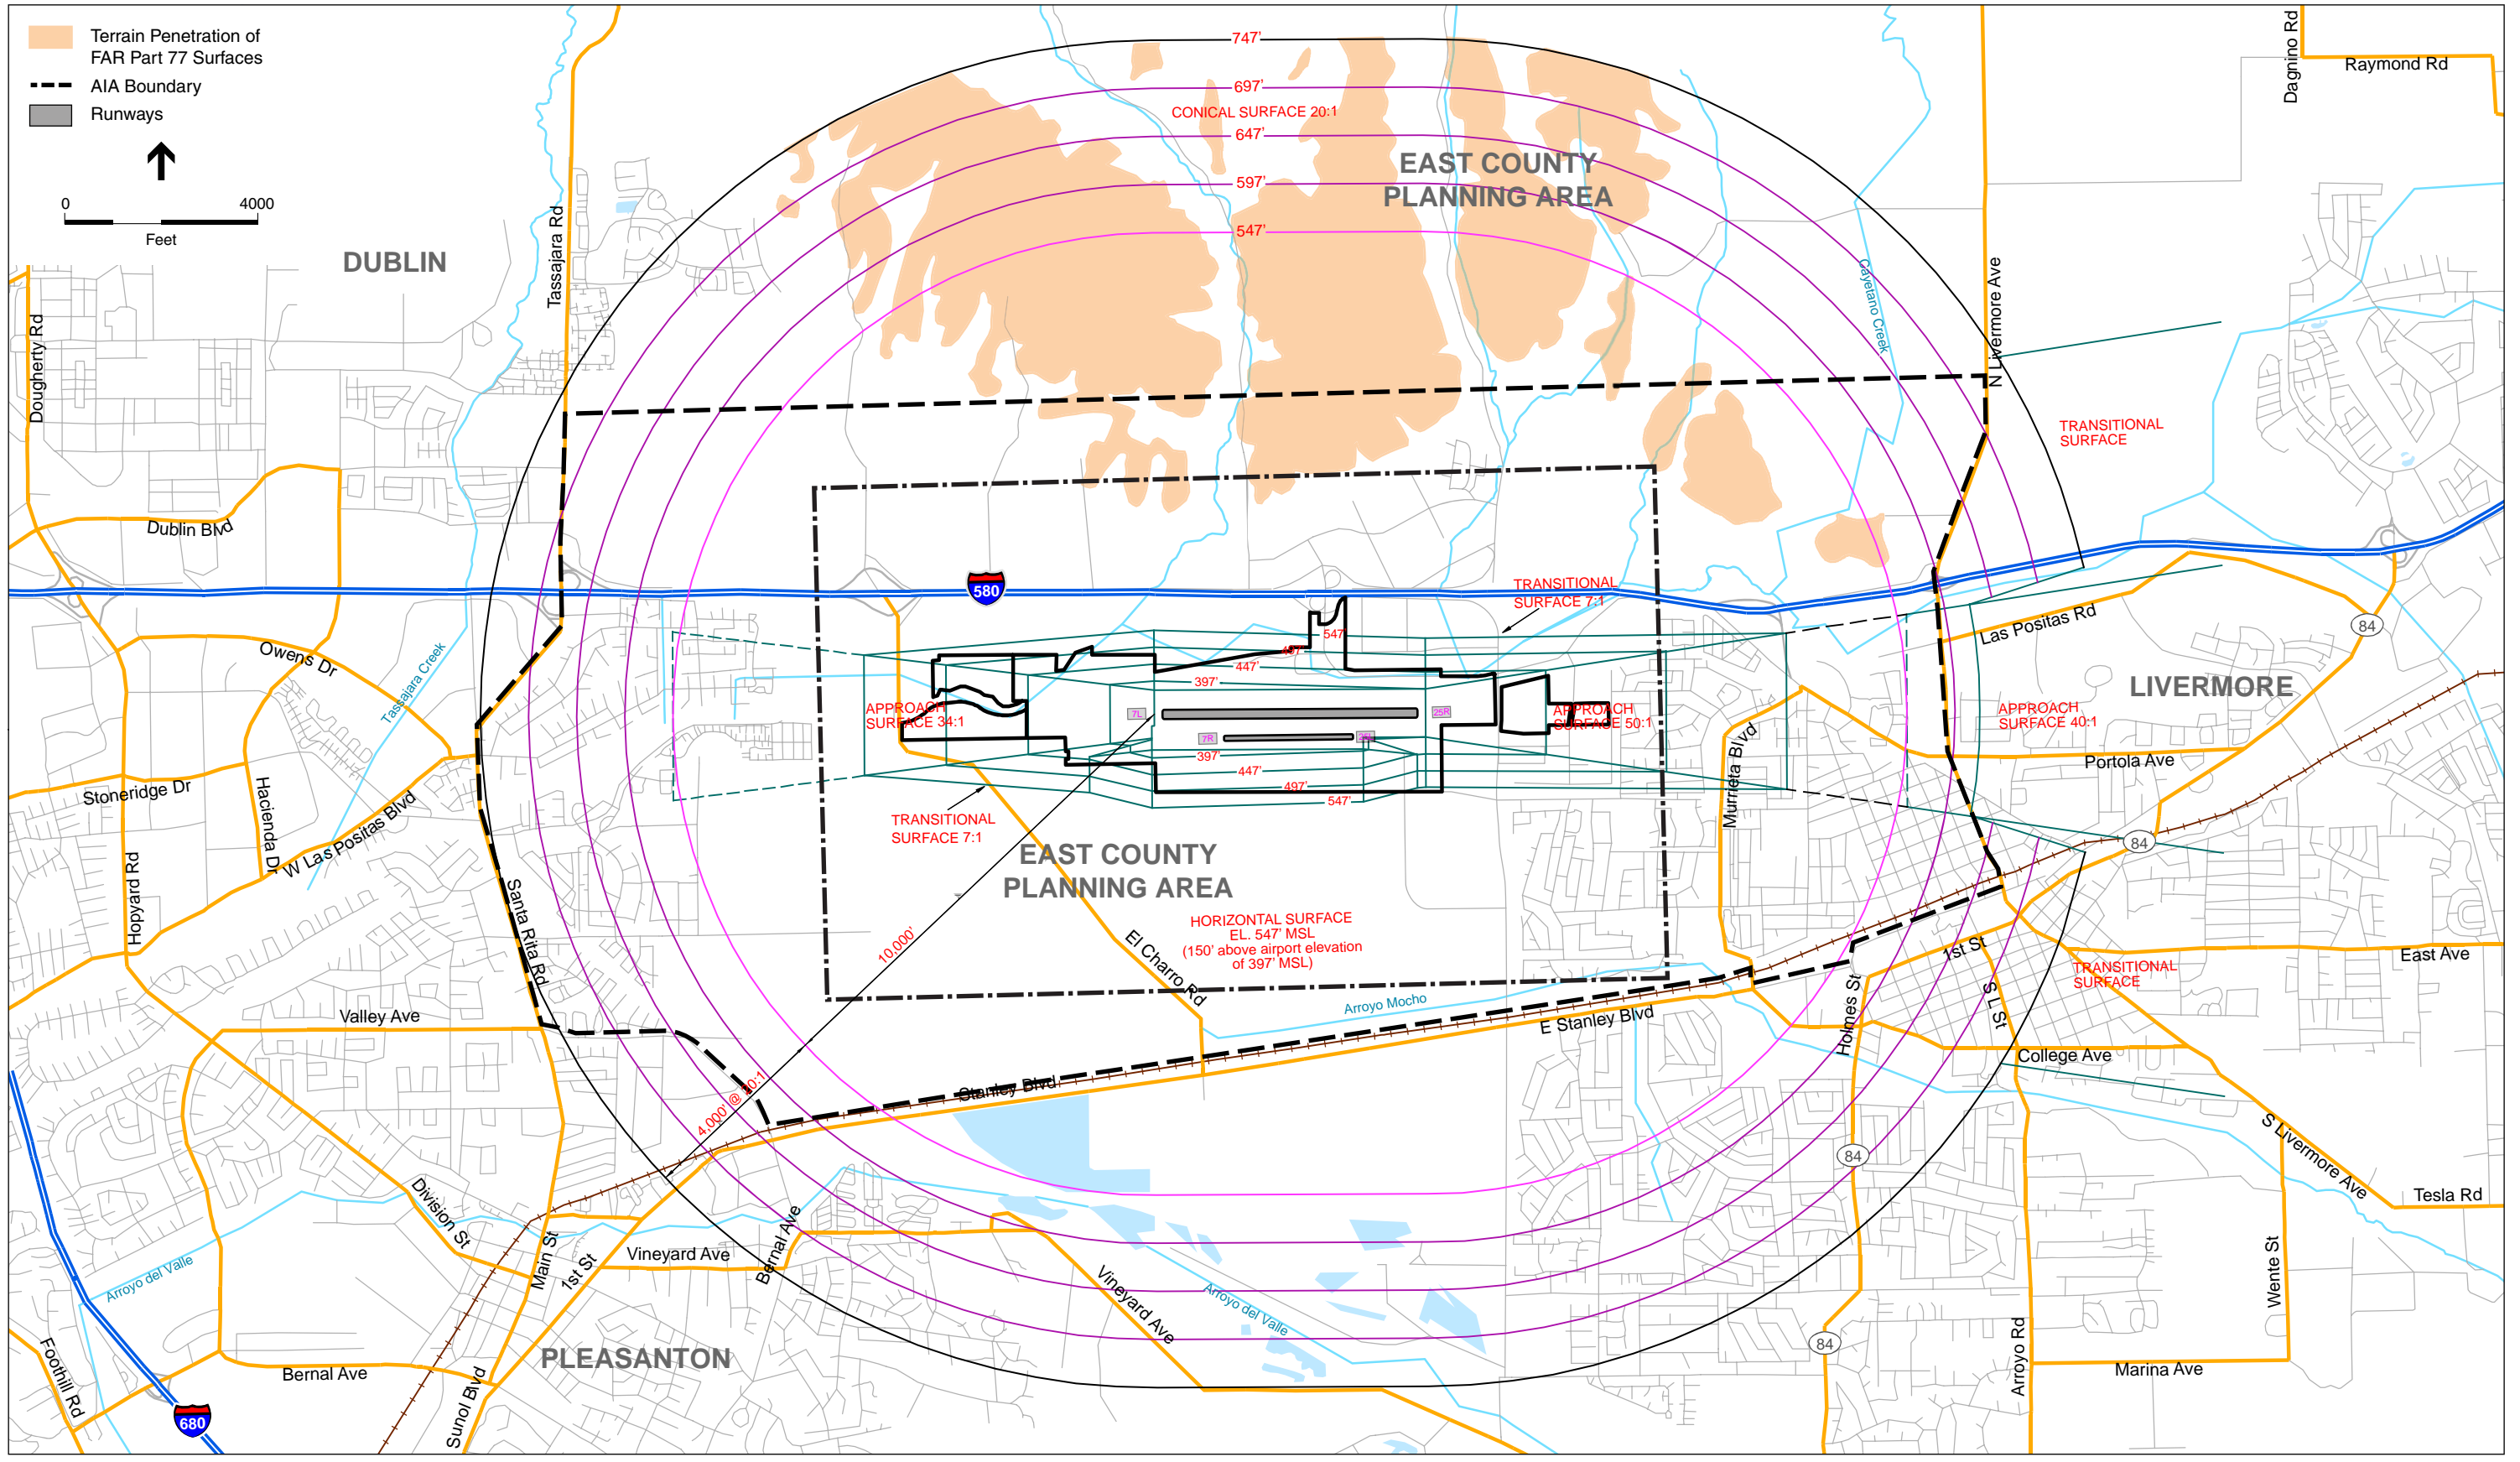 Terrain Penetration of
FAR Part 77 Surfaces
AIA Boundary
Runways
0 4000
Feet
747'
697'
CONICAL SURFACE 20:1
647'
597'
547'
EAST COUNTY
PLANNING AREA
Dagnino Rd
Raymond Rd
DUBLIN
Tassajara Rd
Dougherty Rd
Cayetano Creek
N Livermore Ave
TRANSITIONAL
SURFACE
Dublin Blvd
580
TRANSITIONAL
SURFACE 7:1
Owens Dr
Tassajara Creek
547'
497'
447'
397'
Las Positas Rd
84
LIVERMORE
APPROACH
SURFACE 34:1
7L
25R
7R
25L
APPROACH
SURFACE 50:1
APPROACH
SURFACE 40:1
397'
447'
497'
547'
Murrieta Blvd
Portola Ave
Stoneridge Dr
Hacienda Dr
W Las Positas Blvd
Hopyard Rd
TRANSITIONAL
SURFACE 7:1
84
EAST COUNTY
PLANNING AREA
Santa Rita Rd
10,000'
El Charro Rd
HORIZONTAL SURFACE
EL. 547' MSL
(150' above airport elevation
of 397' MSL)
1st St
East Ave
TRANSITIONAL
SURFACE
S L St
Holmes St
Valley Ave
Arroyo Mocho
E Stanley Blvd
College Ave
Stanley Blvd
4,000' @ 20:1
84
S Livermore Ave
Tesla Rd
Division St
Main St
1st St
Vineyard Ave
Bernal Ave
Arroyo del Valle
Vineyard Ave
Arroyo del Valle
Wente St
84
Arroyo Rd
Marina Ave
PLEASANTON
Foothill Rd
Bernal Ave
Sunol Blvd
680